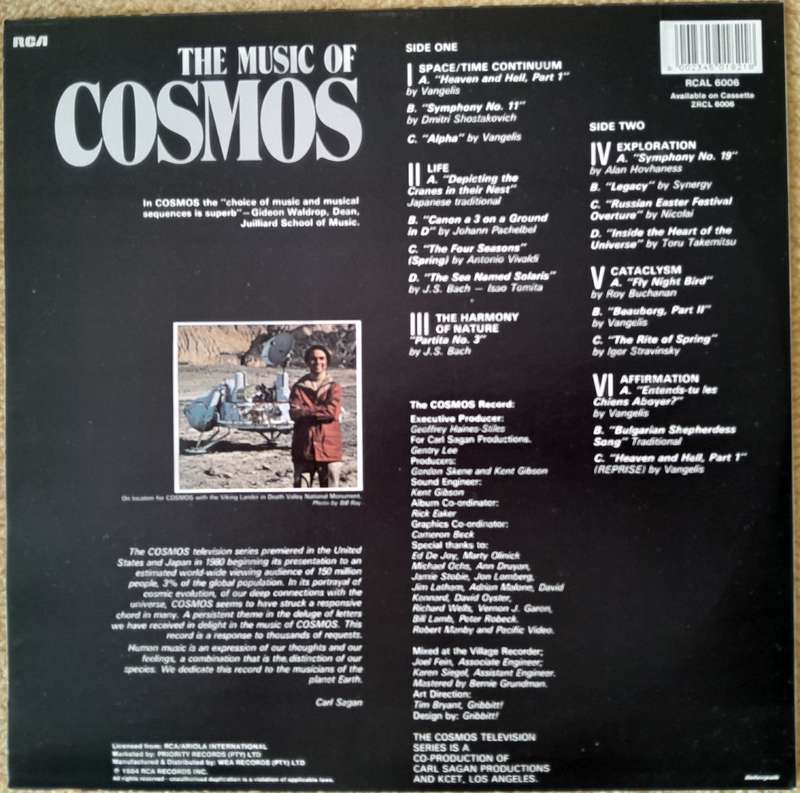 RCA
THE MUSIC OF
COSMOS
In COSMOS the "choice of music and musical
sequences is superb"—Gideon Waldrop, Dean,
Juilliard School of Music.
On location for COSMOS with the Viking Lander in Death Valley National Monument.
Photo by Bill Ray
The COSMOS television series premiered in the United
States and Japan in 1980 beginning its presentation to an
estimated world-wide viewing audience of 150 million
people, 3% of the global population. In its portrayal of
cosmic evolution, of our deep connections with the
universe, COSMOS seems to have struck a responsive
chord in many. A persistent theme in the deluge of letters
we have received in delight in the music of COSMOS. This
record is a response to thousands of requests.
Human music is an expression of our thoughts and our
feelings, a combination that is the distinction of our
species. We dedicate this record to the musicians of the
planet Earth.
Carl Sagan
Licensed from: RCA/ARIOLA INTERNATIONAL
Marketed by: PRIORITY RECORDS (PTY) LTD
Manufactured & Distributed by: WEA RECORDS (PTY) LTD
℗ 1984 RCA RECORDS INC.
All rights reserved - unauthorised duplication is a violation of applicable laws.
SIDE ONE
I SPACE/TIME CONTINUUM
A. "Heaven and Hell, Part 1"
by Vangelis
B. "Symphony No. 11"
by Dmitri Shostakovich
C. "Alpha" by Vangelis
II LIFE
A. "Depicting the
Cranes in their Nest"
Japanese traditional
B. "Canon a 3 on a Ground
in D" by Johann Pachelbel
C. "The Four Seasons"
(Spring) by Antonio Vivaldi
D. "The Sea Named Solaris"
by J.S. Bach — Isao Tomita
III THE HARMONY
OF NATURE
"Partita No. 3"
by J.S. Bach
The COSMOS Record:
Executive Producer:
Geoffrey Haines-Stiles
For Carl Sagan Productions.
Gentry Lee
Producers:
Gordon Skene and Kent Gibson
Sound Engineer:
Kent Gibson
Album Co-ordinator:
Rick Eaker
Graphics Co-ordinator:
Cameron Beck
Special thanks to:
Ed De Joy, Marty Olinick
Michael Ochs, Ann Druyan,
Jamie Stobie, Jon Lomberg,
Jim Latham, Adrian Malone, David
Kennard, David Oyster,
Richard Wells, Vernon J. Garon,
Bill Lamb, Peter Robeck.
Robert Manby and Pacific Video.
Mixed at the Village Recorder;
Joel Fein, Associate Engineer;
Karen Siegel, Assistant Engineer.
Mastered by Bernie Grundman.
Art Direction:
Tim Bryant, Gribbitt!
Design by: Gribbitt!
THE COSMOS TELEVISION
SERIES IS A
CO-PRODUCTION OF
CARL SAGAN PRODUCTIONS
AND KCET, LOS ANGELES.
RCAL 6006
Available on Cassette
ZRCL 6006
SIDE TWO
IV EXPLORATION
A. "Symphony No. 19"
by Alan Hovhaness
B. "Legacy" by Synergy
C. "Russian Easter Festival
Overture" by Nicolai
D. "Inside the Heart of the
Universe" by Toru Takemitsu
V CATACLYSM
A. "Fly Night Bird"
by Roy Buchanan
B. "Beauborg, Part II"
by Vangelis
C. "The Rite of Spring"
by Igor Stravinsky
VI AFFIRMATION
A. "Entends-tu les
Chiens Aboyer?"
by Vangelis
B. "Bulgarian Shepherdess
Song" Traditional
C. "Heaven and Hell, Part 1"
(REPRISE) by Vangelis